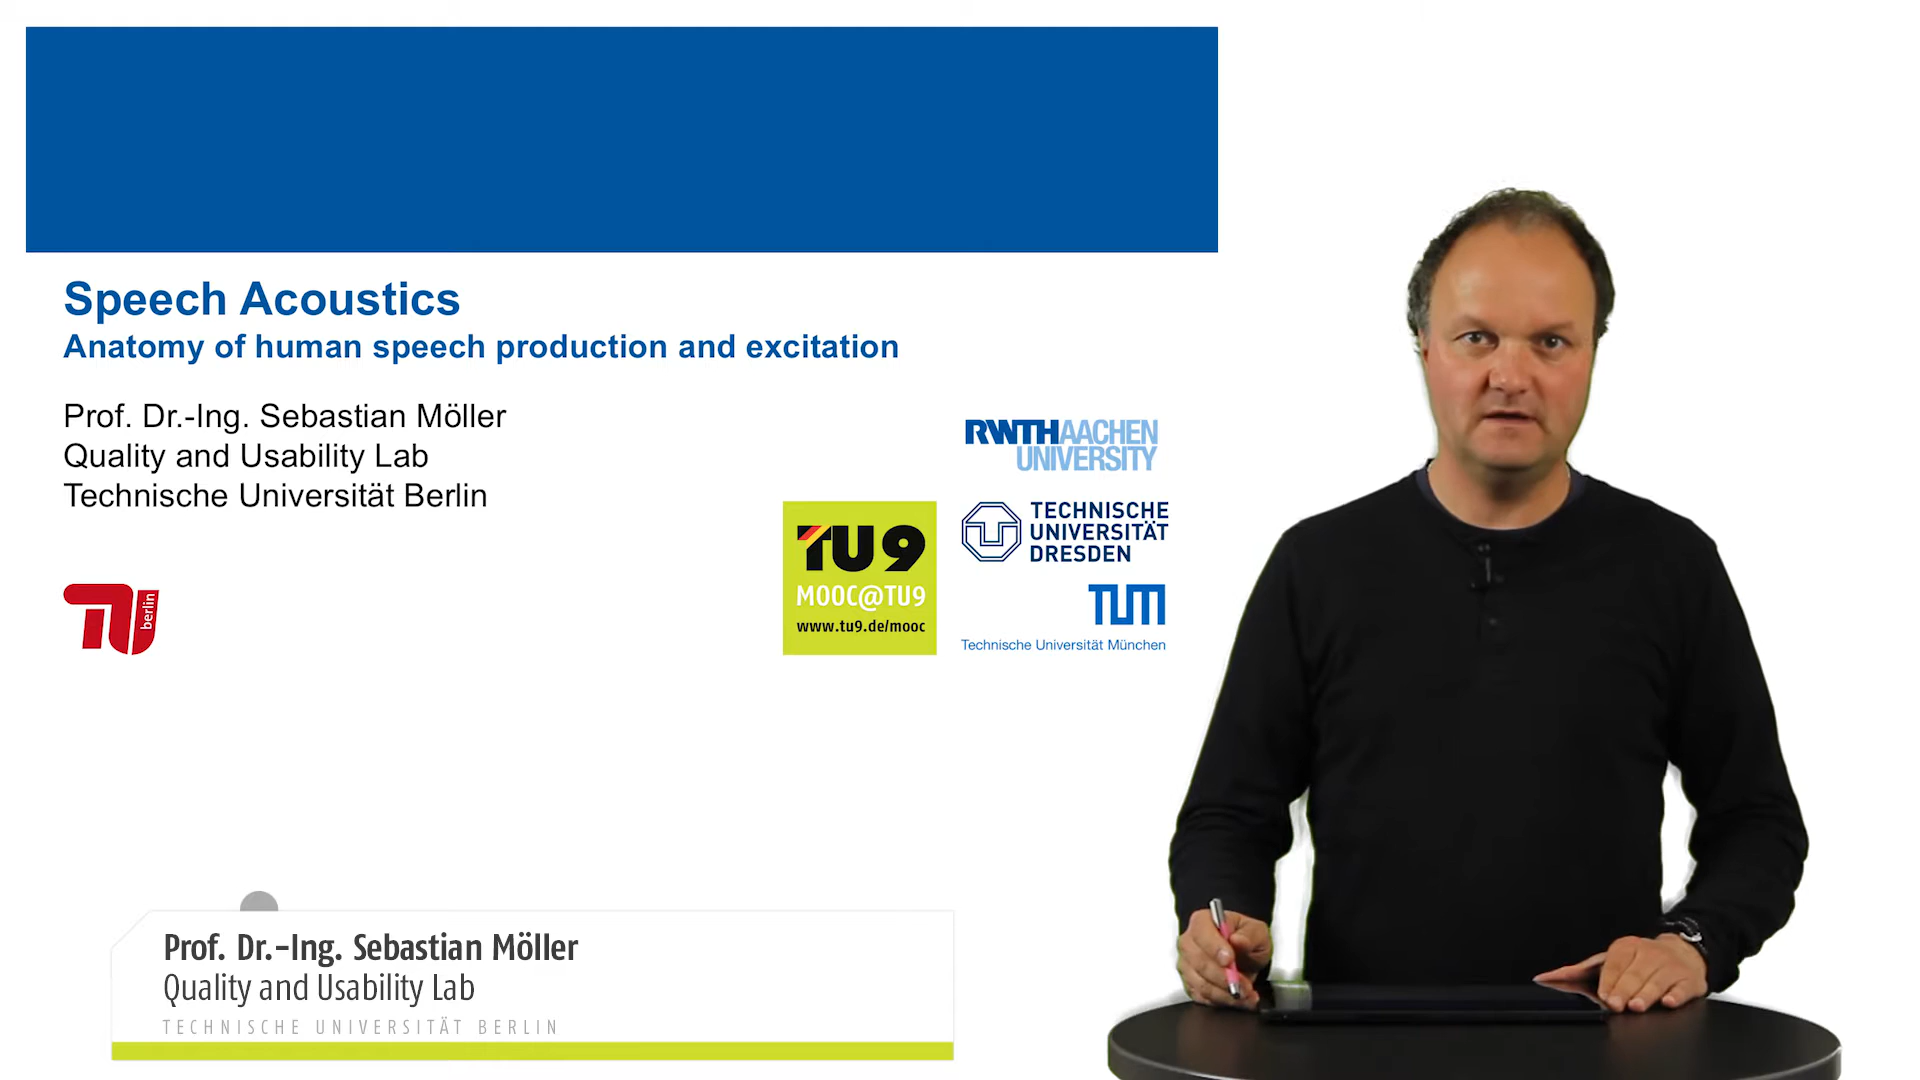 Speech Acoustics
Anatomy of human speech production and excitation
Prof. Dr.-Ing. Sebastian Möller
Quality and Usability Lab
Technische Universität Berlin
RWTHAACHEN
UNIVERSITY
TU9
MOOC@TU9
www.tu9.de/mooc
TECHNISCHE
UNIVERSITÄT
DRESDEN
TUM
Technische Universität München
TU
berlin
Prof. Dr.-Ing. Sebastian Möller
Quality and Usability Lab
TECHNISCHE UNIVERSITÄT BERLIN